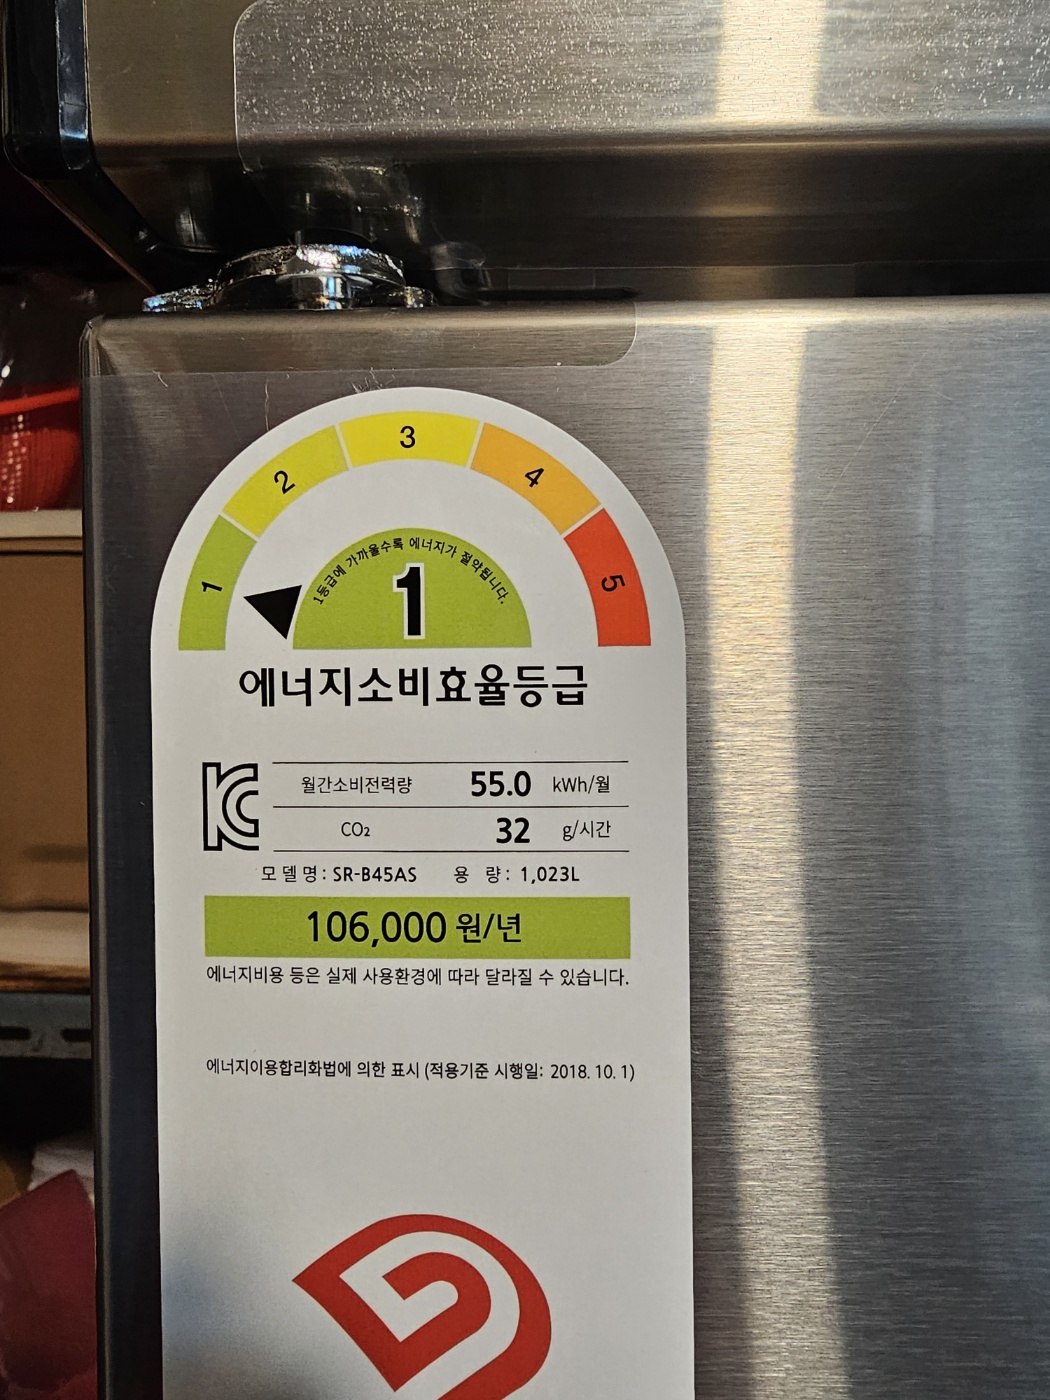 1
2
3
4
5
1등급에 가까울수록 에너지가 절약됩니다.
1
에너지소비효율등급
월간소비전력량 55.0 kWh/월
CO₂ 32 g/시간
모델명: SR-B45AS 용 량: 1,023L
106,000 원/년
에너지비용 등은 실제 사용환경에 따라 달라질 수 있습니다.
에너지이용합리화법에 의한 표시 (적용기준 시행일: 2018. 10. 1)